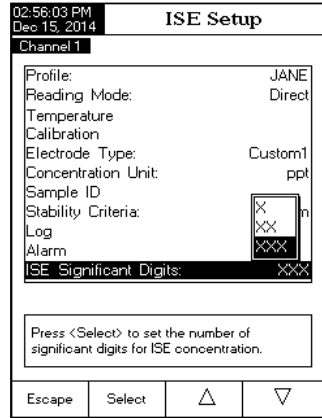 02:56:03 PM
Dec 15, 2014
ISE Setup
Channel 1
Profile: JANE
Reading Mode: Direct
Temperature
Calibration
Electrode Type: Custom1
Concentration Unit: ppt
Sample ID
Stability Criteria: m
Log
Alarm
ISE Significant Digits: XXX
X
XX
XXX
Press <Select> to set the number of
significant digits for ISE concentration.
Escape Select △ ▽